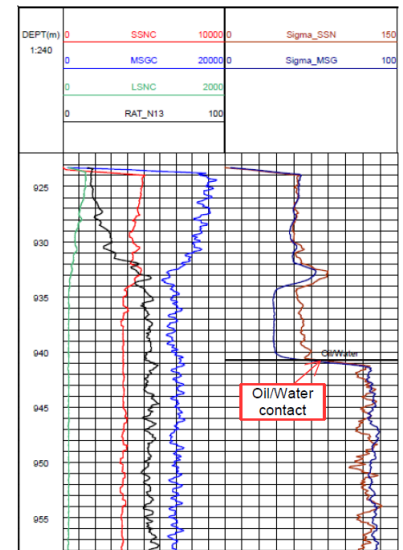 DEPT(m) 0 SSNC 10000 0 Sigma_SSN 150
1:240
0 MSGC 20000 0 Sigma_MSG 100
0 LSNC 2000
0 RAT_N13 100
925
930
935
940
Oil/Water
Oil/Water
contact
945
950
955